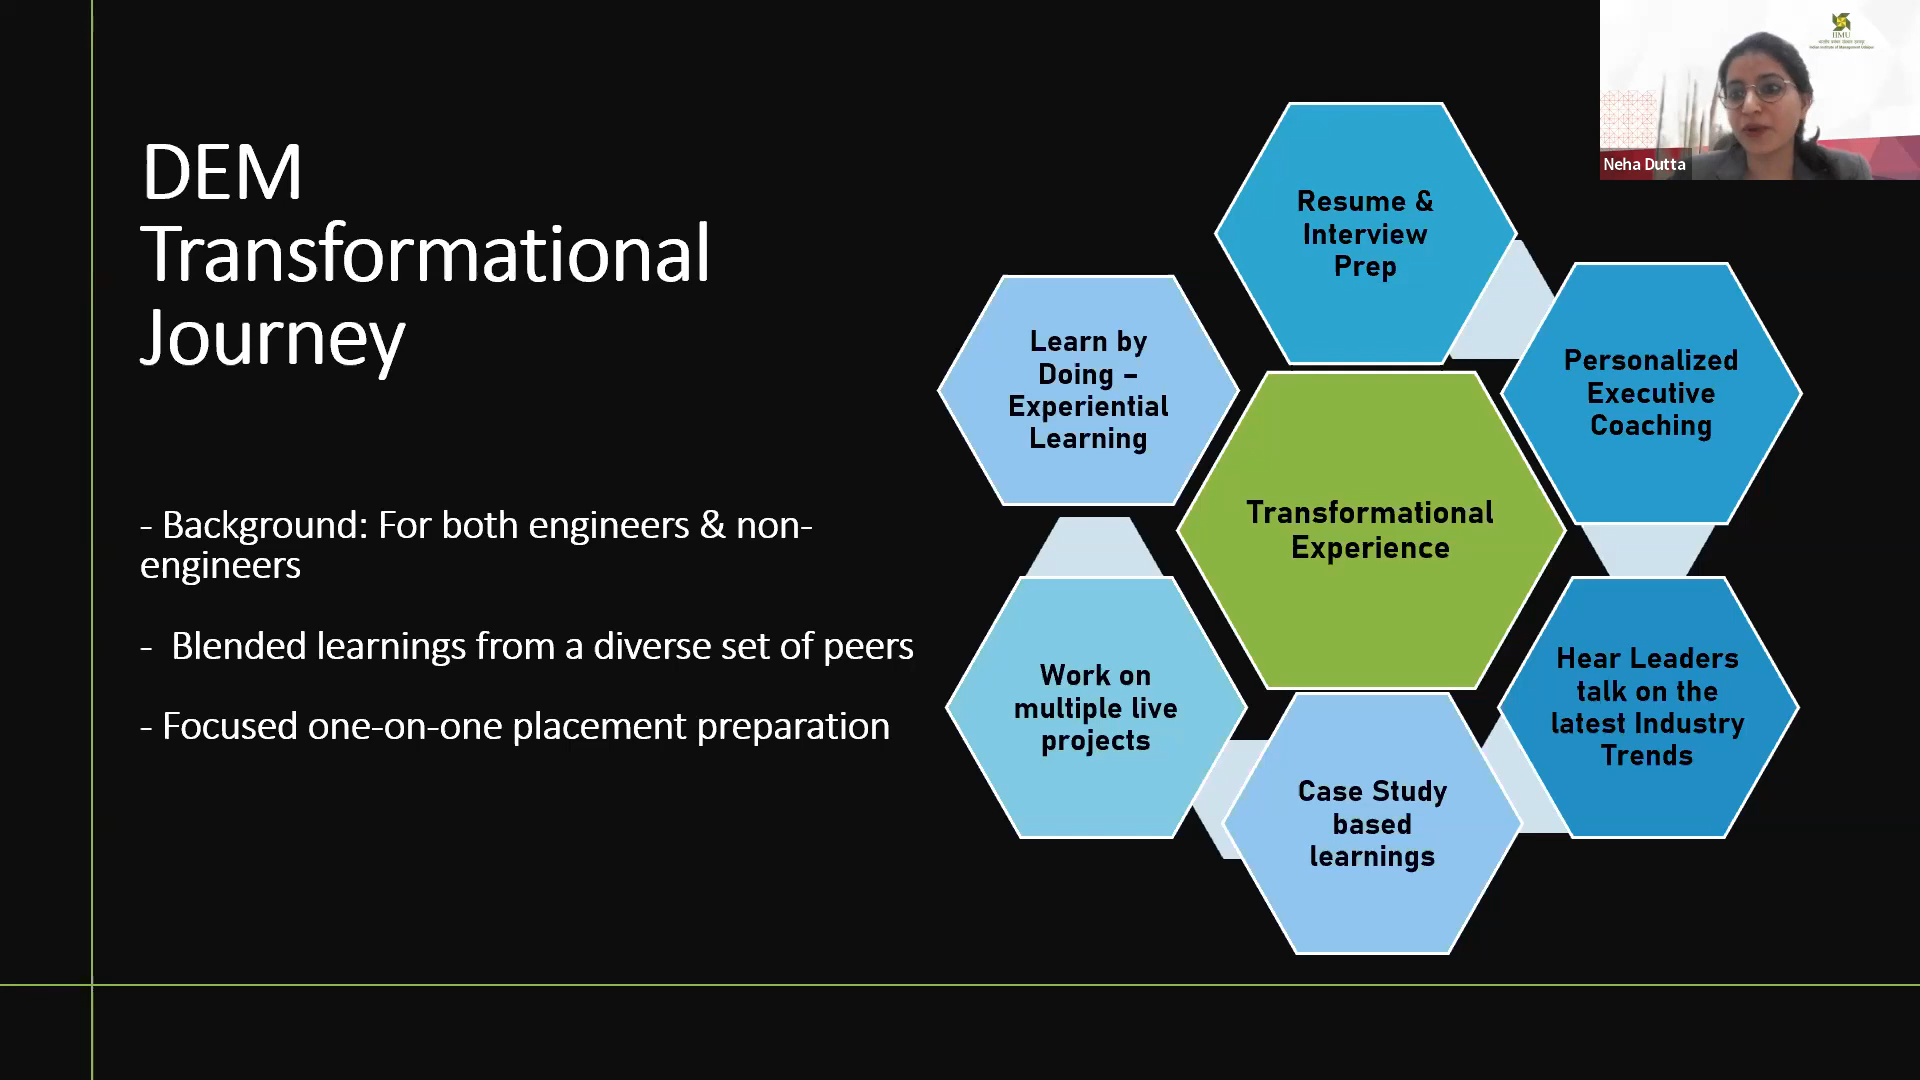 DEM
Transformational
Journey
- Background: For both engineers & non-
engineers
- Blended learnings from a diverse set of peers
- Focused one-on-one placement preparation
Resume &
Interview
Prep
Personalized
Executive
Coaching
Hear Leaders
talk on the
latest Industry
Trends
Case Study
based
learnings
Work on
multiple live
projects
Learn by
Doing –
Experiential
Learning
Transformational
Experience
IIMU
Neha Dutta